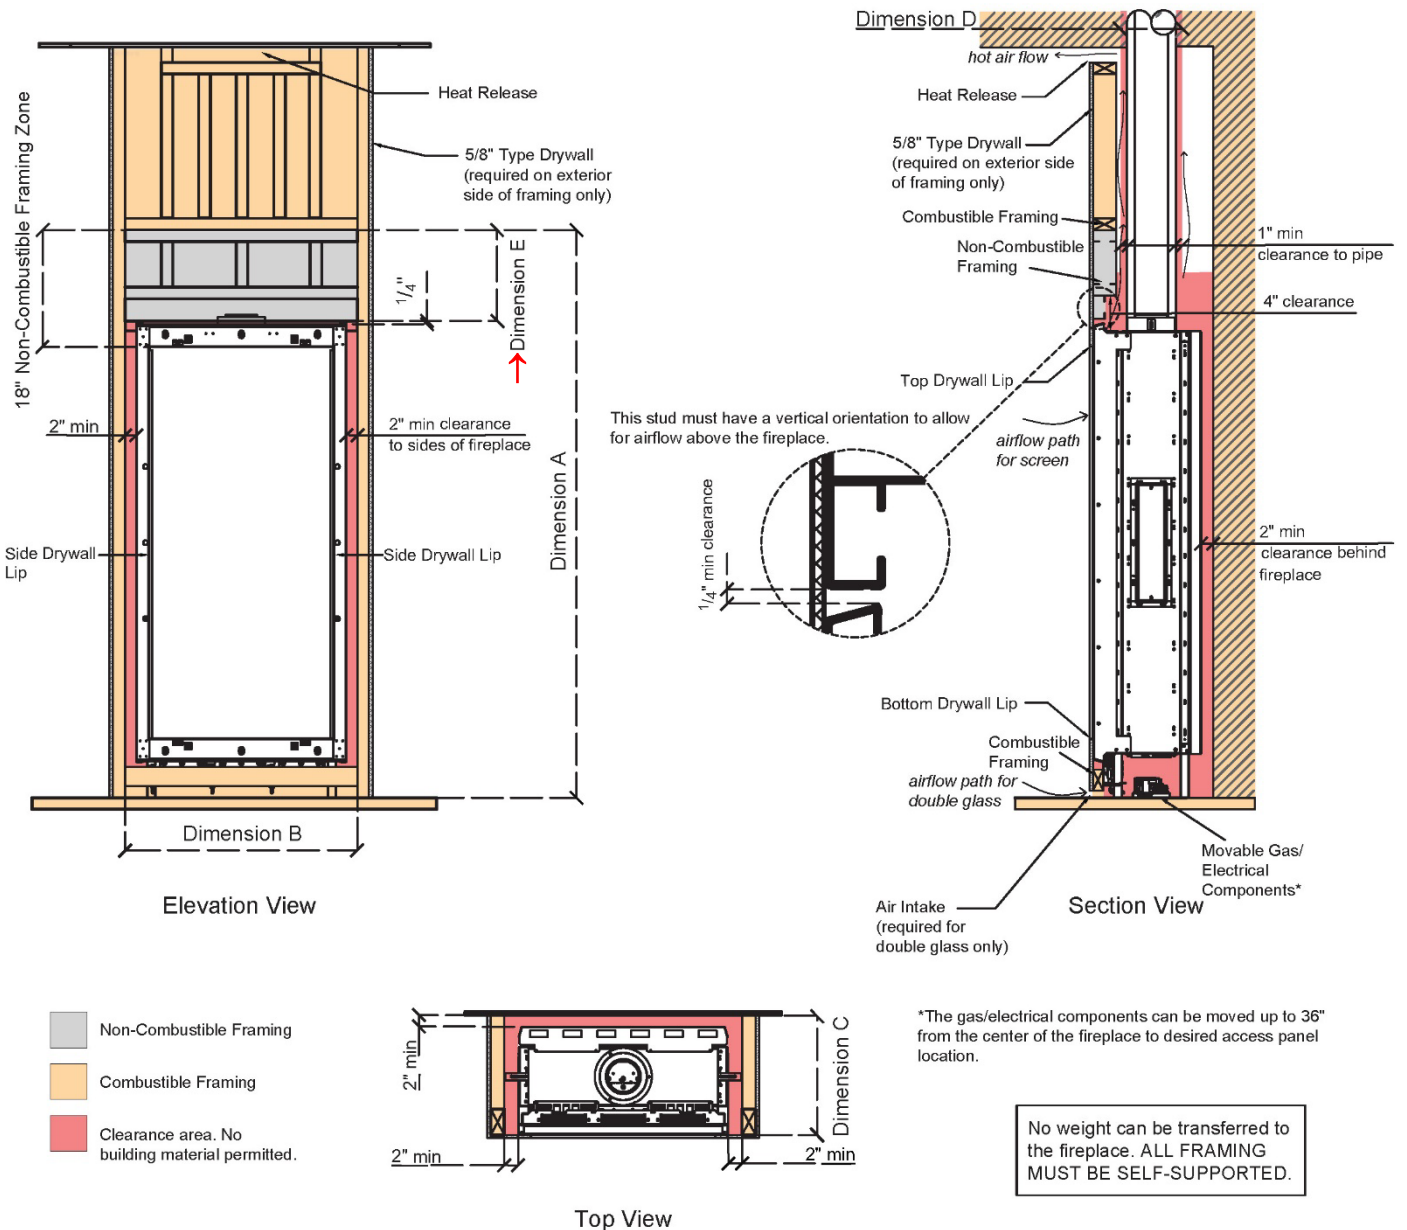 Dimension D
hot air flow
Heat Release
Heat Release
18" Non-Combustible Framing Zone
5/8" Type Drywall
(required on exterior
side of framing only)
5/8" Type Drywall
(required on exterior side
of framing only)
Combustible Framing
Non-Combustible
Framing
1" min
clearance to pipe
4" clearance
1/4"
Dimension E
Dimension A
Top Drywall Lip
This stud must have a vertical orientation to allow
for airflow above the fireplace.
airflow path
for screen
2" min
2" min clearance
to sides of fireplace
1/4" min clearance
Side Drywall
Lip
Side Drywall Lip
2" min
clearance behind
fireplace
Bottom Drywall Lip
Combustible
Framing
airflow path for
double glass
Dimension B
Movable Gas/
Electrical
Components*
Elevation View
Air Intake
(required for
double glass only)
Section View
Non-Combustible Framing
Combustible Framing
Clearance area. No
building material permitted.
2" min
Dimension C
2" min
2" min
Top View
*The gas/electrical components can be moved up to 36"
from the center of the fireplace to desired access panel
location.
No weight can be transferred to
the fireplace. ALL FRAMING
MUST BE SELF-SUPPORTED.